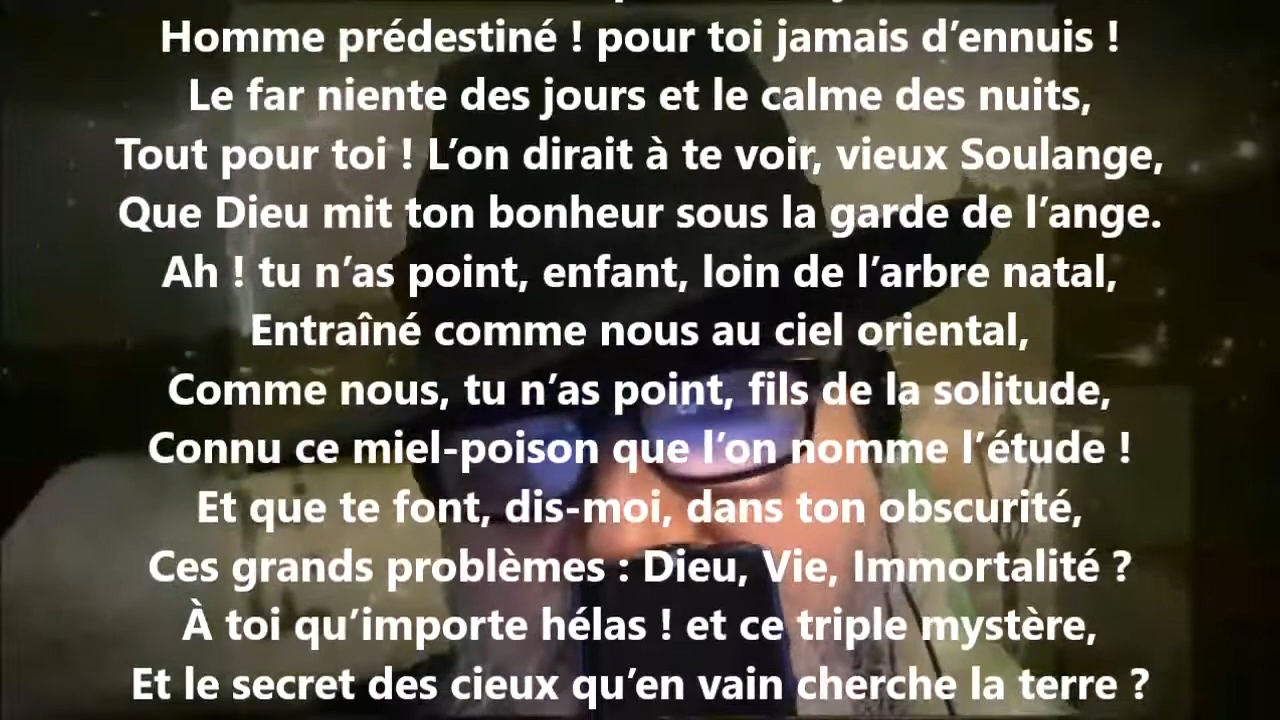 Homme prédestiné ! pour toi jamais d’ennuis !
Le far niente des jours et le calme des nuits,
Tout pour toi ! L’on dirait à te voir, vieux Soulange,
Que Dieu mit ton bonheur sous la garde de l’ange.
Ah ! tu n’as point, enfant, loin de l’arbre natal,
Entraîné comme nous au ciel oriental,
Comme nous, tu n’as point, fils de la solitude,
Connu ce miel-poison que l’on nomme l’étude !
Et que te font, dis-moi, dans ton obscurité,
Ces grands problèmes : Dieu, Vie, Immortalité ?
À toi qu’importe hélas ! et ce triple mystère,
Et le secret des cieux qu’en vain cherche la terre ?